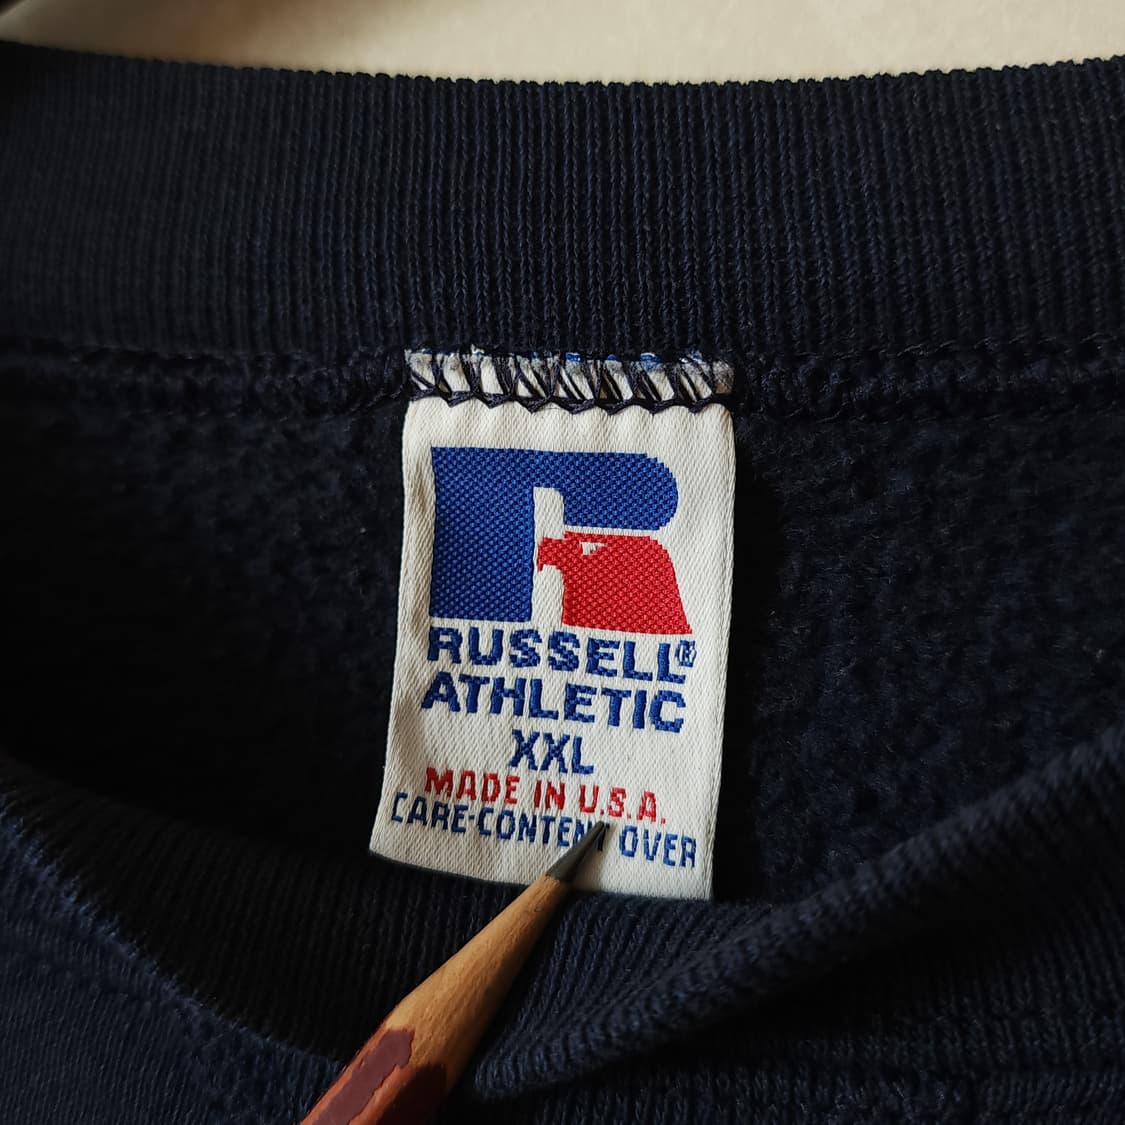 R
RUSSELL®
ATHLETIC
XXL
MADE IN U.S.A.
CARE-CONTENT OVER